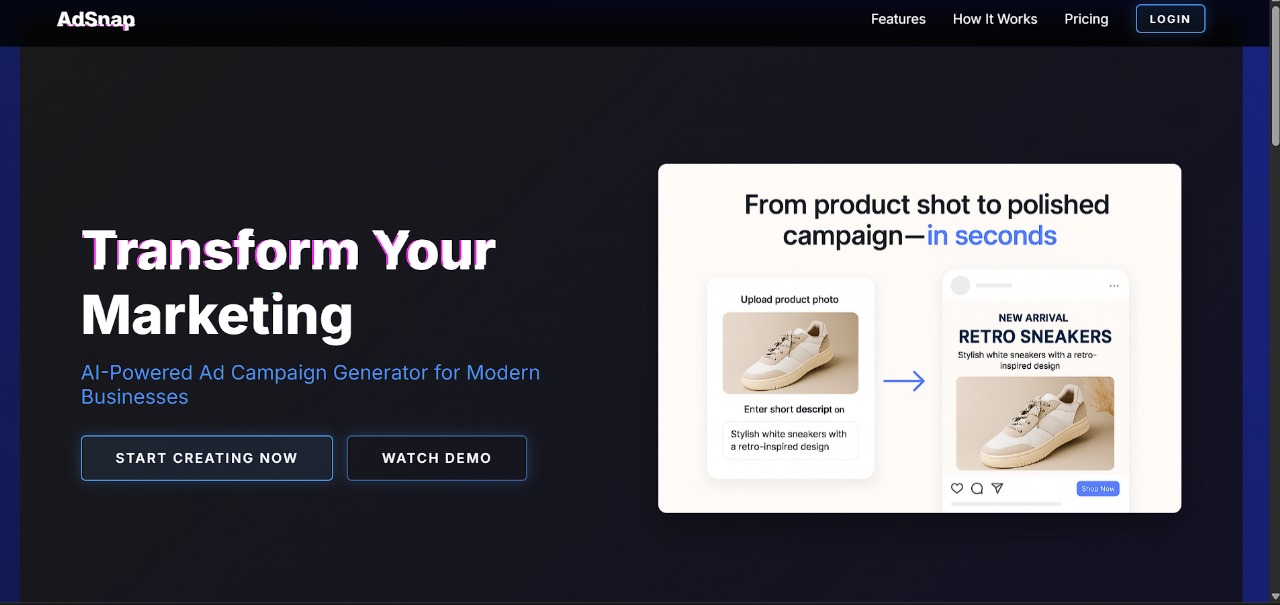 AdSnap
Features
How It Works
Pricing
LOGIN
Transform Your
Marketing
AI-Powered Ad Campaign Generator for Modern
Businesses
START CREATING NOW
WATCH DEMO
From product shot to polished
campaign—in seconds
Upload product photo
Enter short descript on
Stylish white sneakers with
a retro-inspired design
NEW ARRIVAL
RETRO SNEAKERS
Stylish white sneakers with a retro-
inspired design
Shop Now